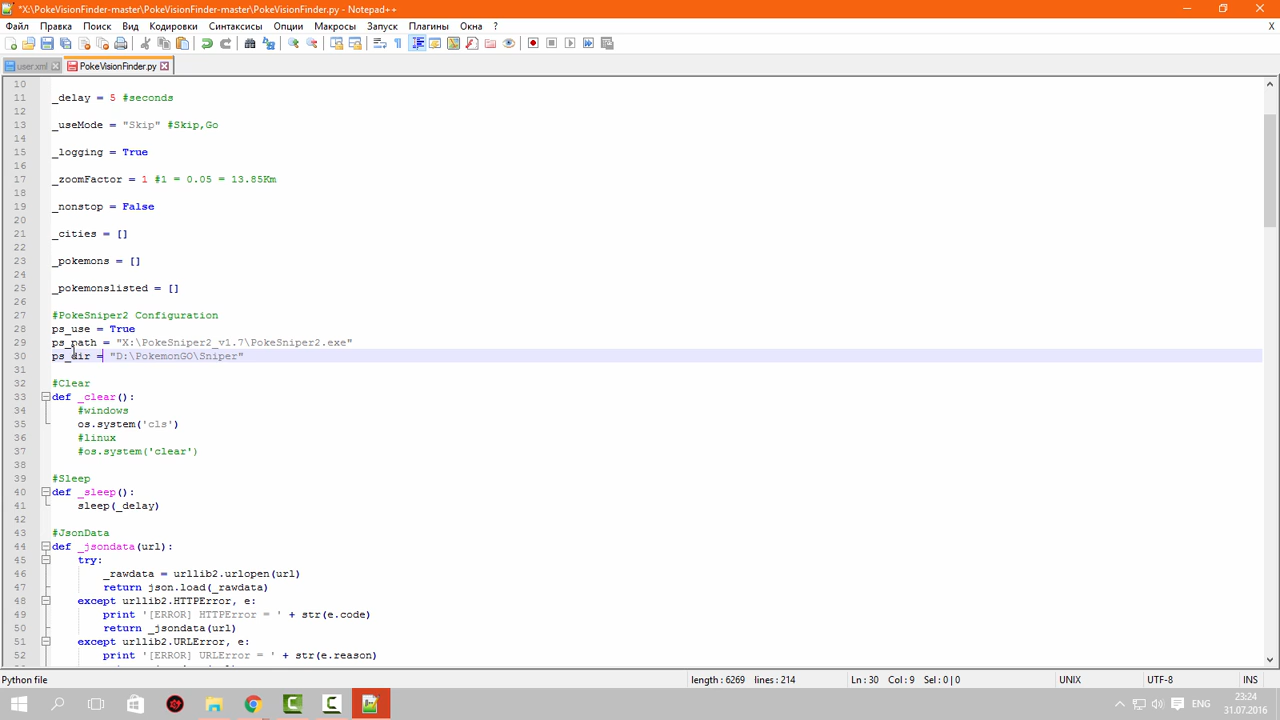 *X:\PokeVisionFinder-master\PokeVisionFinder-master\PokeVisionFinder.py - Notepad++
Файл Правка Поиск Вид Кодировки Синтаксисы Опции Макросы Запуск Плагины Окна ?
user.xml PokeVisionFinder.py
10
11 _delay = 5 #seconds
12
13 _useMode = "Skip" #Skip,Go
14
15 _logging = True
16
17 _zoomFactor = 1 #1 = 0.05 = 13.85Km
18
19 _nonstop = False
20
21 _cities = []
22
23 _pokemons = []
24
25 _pokemonslisted = []
26
27 #PokeSniper2 Configuration
28 ps_use = True
29 ps_path = "X:\PokeSniper2_v1.7\PokeSniper2.exe"
30 ps_dir = "D:\PokemonGO\Sniper"
31
32 #Clear
33 def _clear():
34 #windows
35 os.system('cls')
36 #linux
37 #os.system('clear')
38
39 #Sleep
40 def _sleep():
41 sleep(_delay)
42
43 #JsonData
44 def _jsondata(url):
45 try:
46 _rawdata = urllib2.urlopen(url)
47 return json.load(_rawdata)
48 except urllib2.HTTPError, e:
49 print '[ERROR] HTTPError = ' + str(e.code)
50 return _jsondata(url)
51 except urllib2.URLError, e:
52 print '[ERROR] URLError = ' + str(e.reason)
Python file length : 6269 lines : 214 Ln : 30 Col : 9 Sel : 0 | 0 UNIX UTF-8 INS
ENG 23:24
31.07.2016